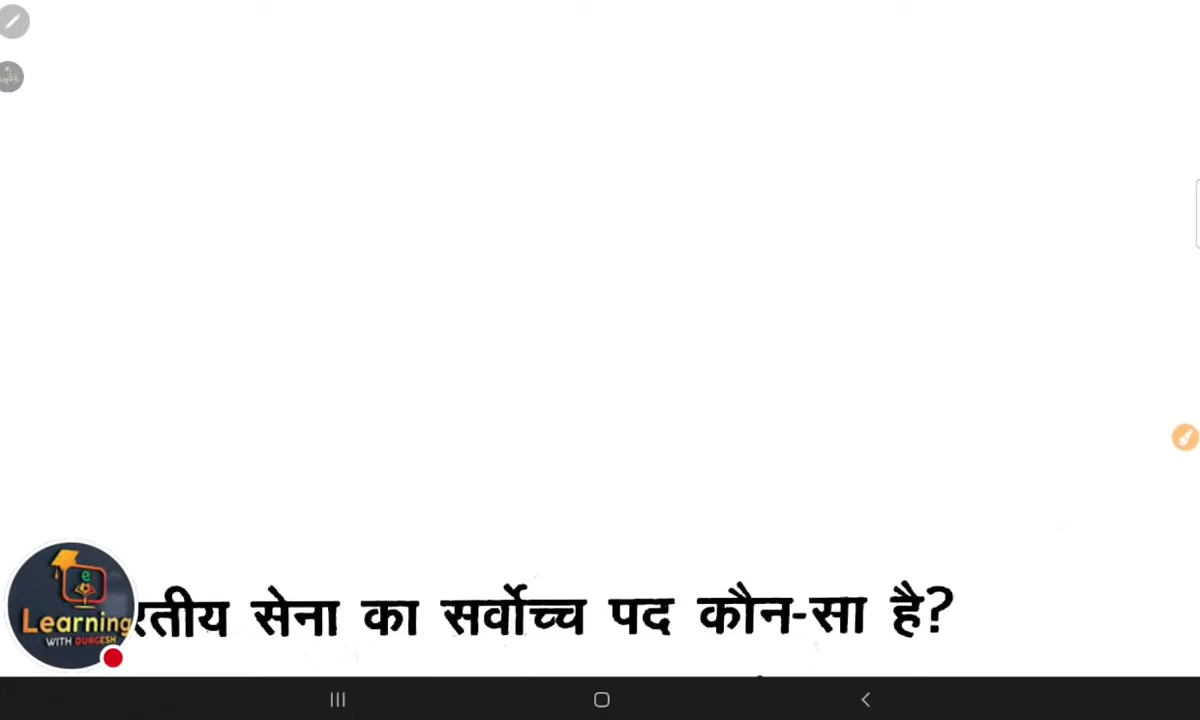 रतीय सेना का सर्वोच्च पद कौन-सा है?
e
Learning
WITH DURGESH